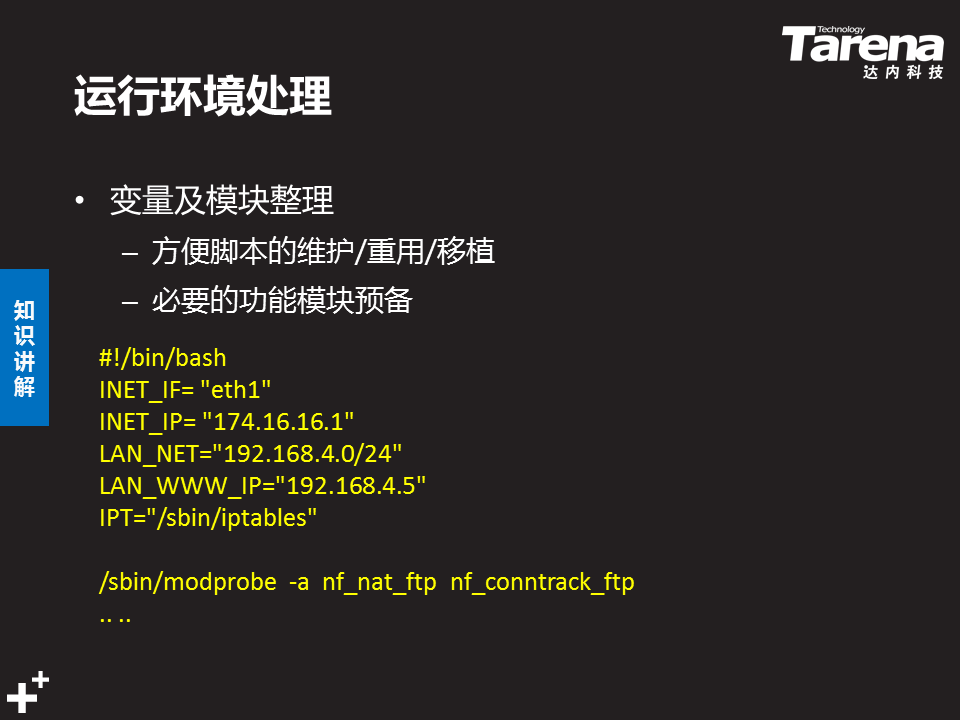 Technology
Tarena
达内科技
运行环境处理
• 变量及模块整理
– 方便脚本的维护/重用/移植
– 必要的功能模块预备
知识讲解
#!/bin/bash
INET_IF= "eth1"
INET_IP= "174.16.16.1"
LAN_NET="192.168.4.0/24"
LAN_WWW_IP="192.168.4.5"
IPT="/sbin/iptables"
/sbin/modprobe -a nf_nat_ftp nf_conntrack_ftp
.. ..